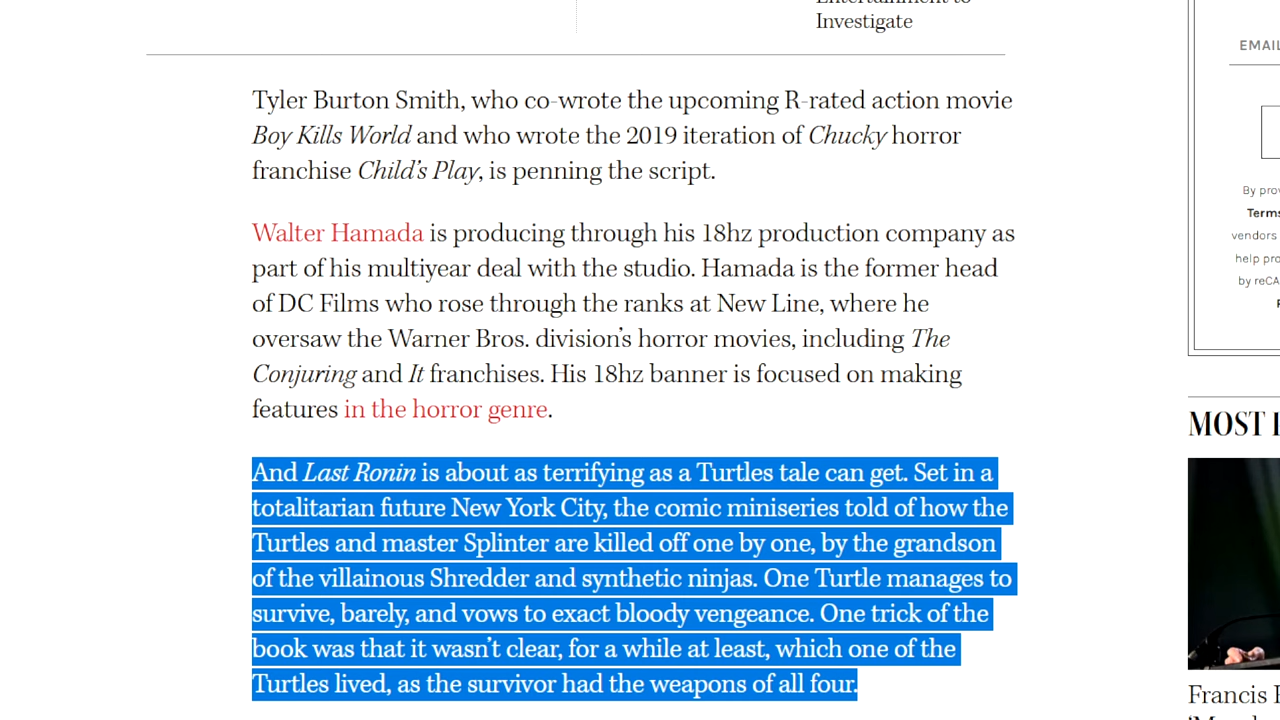 Investigate
Tyler Burton Smith, who co-wrote the upcoming R-rated action movie
Boy Kills World and who wrote the 2019 iteration of Chucky horror
franchise Child’s Play, is penning the script.
Walter Hamada is producing through his 18hz production company as
part of his multiyear deal with the studio. Hamada is the former head
of DC Films who rose through the ranks at New Line, where he
oversaw the Warner Bros. division’s horror movies, including The
Conjuring and It franchises. His 18hz banner is focused on making
features in the horror genre.
And Last Ronin is about as terrifying as a Turtles tale can get. Set in a
totalitarian future New York City, the comic miniseries told of how the
Turtles and master Splinter are killed off one by one, by the grandson
of the villainous Shredder and synthetic ninjas. One Turtle manages to
survive, barely, and vows to exact bloody vengeance. One trick of the
book was that it wasn’t clear, for a while at least, which one of the
Turtles lived, as the survivor had the weapons of all four.
EMAIL
By
Terms
vendors
help
by
MOST
Francis